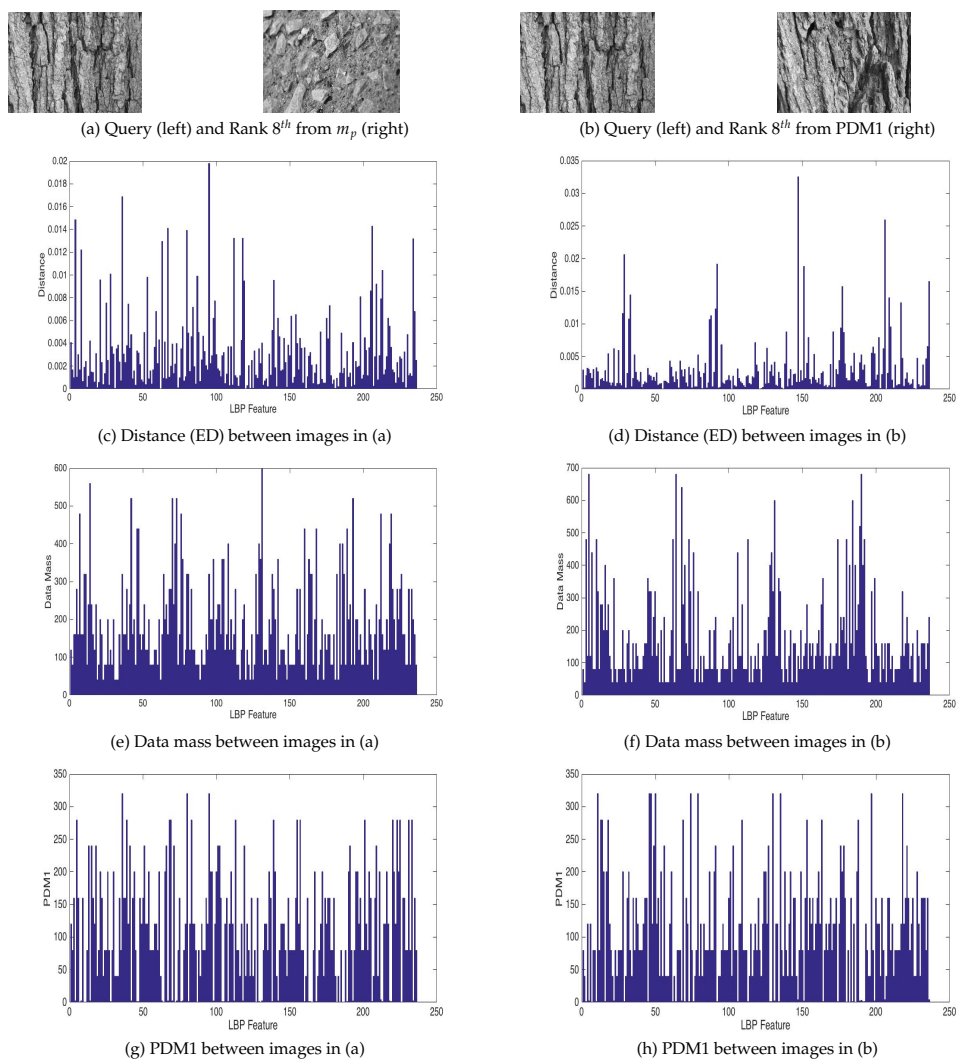 (a) Query (left) and Rank 8th from mp (right)
(b) Query (left) and Rank 8th from PDM1 (right)
0.02
0.018
0.016
0.014
0.012
0.01
0.008
0.006
0.004
0.002
0
Distance
0 50 100 150 200 250
LBP Feature
(c) Distance (ED) between images in (a)
0.035
0.03
0.025
0.02
0.015
0.01
0.005
0
Distance
0 50 100 150 200 250
LBP Feature
(d) Distance (ED) between images in (b)
600
500
400
300
200
100
0
Data Mass
0 50 100 150 200 250
LBP Feature
(e) Data mass between images in (a)
700
600
500
400
300
200
100
0
Data Mass
0 50 100 150 200 250
LBP Feature
(f) Data mass between images in (b)
350
300
250
200
150
100
50
0
PDM1
0 50 100 150 200 250
LBP Feature
(g) PDM1 between images in (a)
350
300
250
200
150
100
50
0
PDM1
0 50 100 150 200 250
LBP Feature
(h) PDM1 between images in (b)